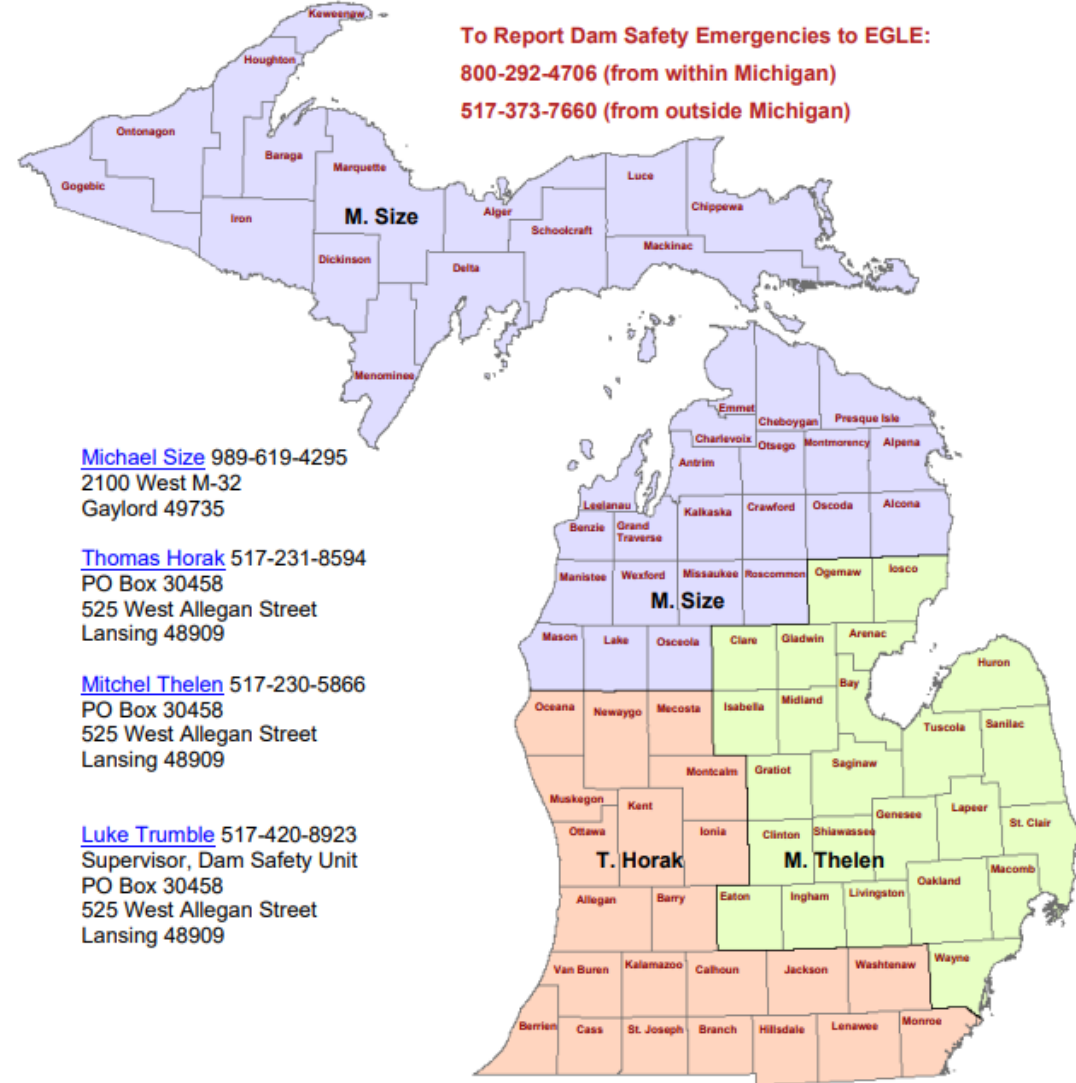 Keweenaw
To Report Dam Safety Emergencies to EGLE:
800-292-4706 (from within Michigan)
517-373-7660 (from outside Michigan)
Houghton
Ontonagon
Baraga
Marquette
Gogebic
Luce
Iron
M. Size
Alger
Chippewa
Schoolcraft
Mackinac
Dickinson
Delta
Menominee
Emmet
Cheboygan
Presque Isle
Charlevoix
Otsego
Montmorency
Alpena
Antrim
Michael Size 989-619-4295
2100 West M-32
Gaylord 49735
Leelanau
Kalkaska
Crawford
Oscoda
Alcona
Benzie
Grand
Traverse
Thomas Horak 517-231-8594
PO Box 30458
525 West Allegan Street
Lansing 48909
Manistee
Wexford
Missaukee
Roscommon
Ogemaw
Iosco
M. Size
Mason
Lake
Osceola
Clare
Gladwin
Arenac
Huron
Mitchel Thelen 517-230-5866
PO Box 30458
525 West Allegan Street
Lansing 48909
Bay
Oceana
Newaygo
Mecosta
Isabella
Midland
Tuscola
Sanilac
Montcalm
Gratiot
Saginaw
Muskegon
Kent
Genesee
Lapeer
St. Clair
Ottawa
Ionia
Clinton
Shiawassee
Luke Trumble 517-420-8923
Supervisor, Dam Safety Unit
PO Box 30458
525 West Allegan Street
Lansing 48909
T. Horak
M. Thelen
Macomb
Oakland
Allegan
Barry
Eaton
Ingham
Livingston
Van Buren
Kalamazoo
Calhoun
Jackson
Washtenaw
Wayne
Berrien
Cass
St. Joseph
Branch
Hillsdale
Lenawee
Monroe